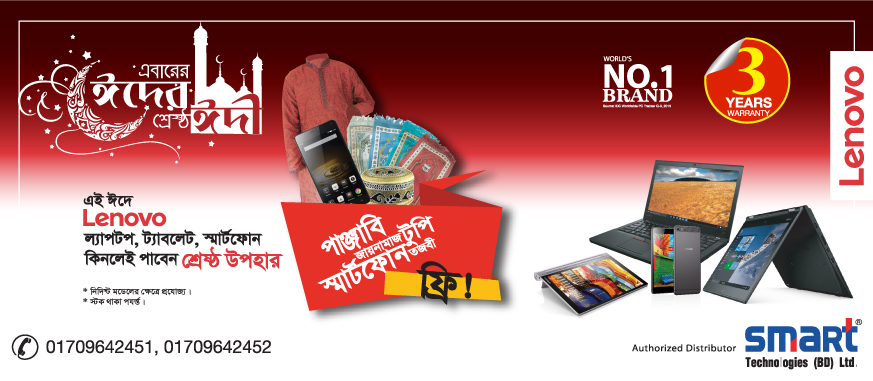 এবারের
ঈদের
শ্রেষ্ঠ ঈদী
এই ঈদে
Lenovo
ল্যাপটপ, ট্যাবলেট, স্মার্টফোন
কিনলেই পাবেন শ্রেষ্ঠ উপহার
* নির্দিষ্ট মডেলের ক্ষেত্রে প্রযোজ্য ।
* স্টক থাকা পর্যন্ত ।
01709642451, 01709642452
পাঞ্জাবি টুপি
জায়নামাজ তজবী
স্মার্টফোন
ফ্রি !
WORLD'S
NO.1
BRAND
3
YEARS
WARRANTY
Lenovo
Authorized Distributor
smart®
Technologies (BD) Ltd.